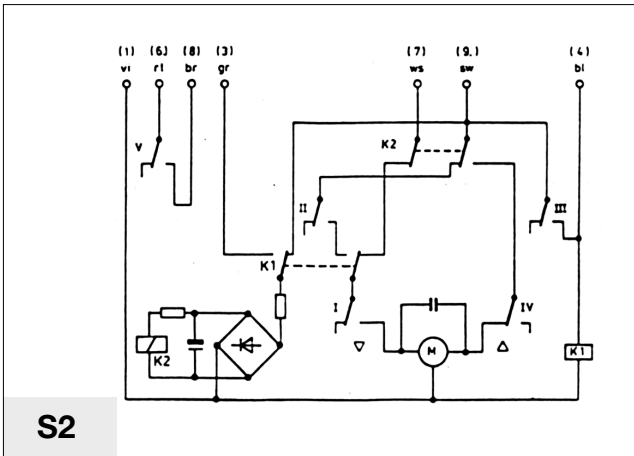 (1) (6) (8) (3) (7) (9.) (4)
vi rt br gr ws sw bl
V
K2
II
III
K1
I
IV
K2
M
K1
S2